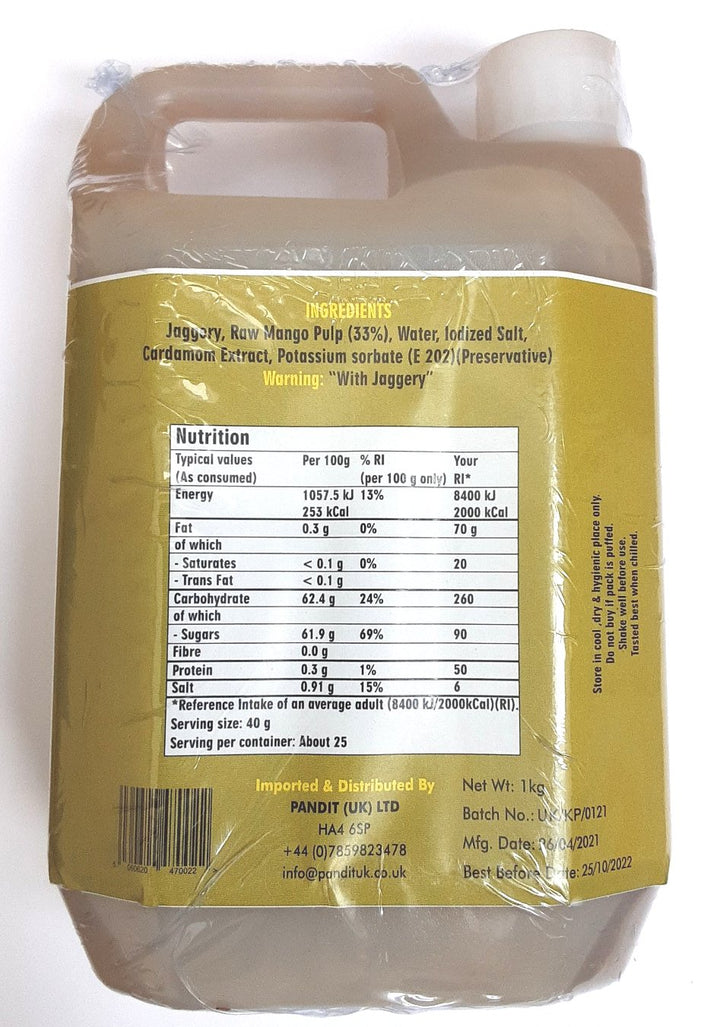 INGREDIENTS
Jaggery, Raw Mango Pulp (33%), Water, Iodized Salt,
Cardamom Extract, Potassium sorbate (E 202)(Preservative)
Warning: “With Jaggery”
Nutrition
Typical values Per 100g % RI Your
(As consumed) (per 100 g only) RI*
Energy 1057.5 kJ 13% 8400 kJ
253 kCal 2000 kCal
Fat 0.3 g 0% 70 g
of which
- Saturates < 0.1 g 0% 20
- Trans Fat < 0.1 g
Carbohydrate 62.4 g 24% 260
of which
- Sugars 61.9 g 69% 90
Fibre 0.0 g
Protein 0.3 g 1% 50
Salt 0.91 g 15% 6
*Reference Intake of an average adult (8400 kJ/2000kCal)(RI).
Serving size: 40 g
Serving per container: About 25
Store in cool ,dry & hygienic place only.
Do not buy if pack is puffed.
Shake well before use.
Tasted best when chilled.
Imported & Distributed By
PANDIT (UK) LTD
HA4 6SP
+44 (0)7859823478
info@pandituk.co.uk
Net Wt: 1kg
Batch No.: UK/KP/0121
Mfg. Date: 26/04/2021
Best Before Date: 25/10/2022
470022 >